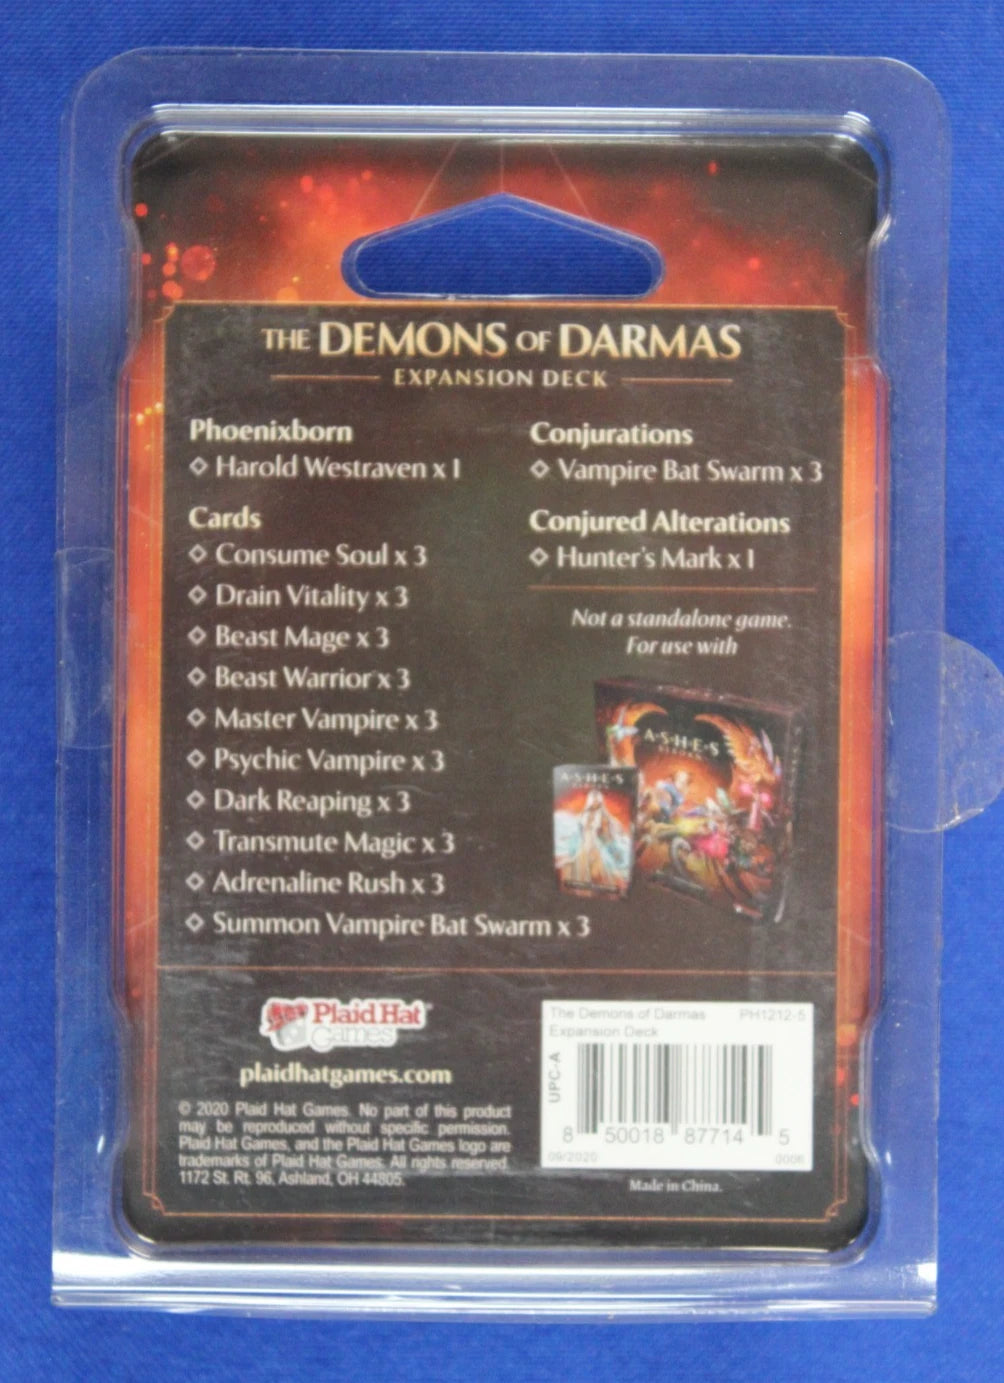 THE DEMONS OF DARMAS
EXPANSION DECK
Phoenixborn
Harold Westraven x 1
Cards
Consume Soul x 3
Drain Vitality x 3
Beast Mage x 3
Beast Warrior x 3
Master Vampire x 3
Psychic Vampire x 3
Dark Reaping x 3
Transmute Magic x 3
Adrenaline Rush x 3
Summon Vampire Bat Swarm x 3
Conjurations
Vampire Bat Swarm x 3
Conjured Alterations
Hunter's Mark x 1
Not a standalone game.
For use with
A·S·H·E·S
A·S·H·E·S
Plaid Hat
Games
plaidhatgames.com
© 2020 Plaid Hat Games. No part of this product
may be reproduced without specific permission.
Plaid Hat Games, and the Plaid Hat Games logo are
trademarks of Plaid Hat Games. All rights reserved.
1172 St. Rt. 96, Ashland, OH 44805.
The Demons of Darmas PH1212-5
Expansion Deck
UPC-A
8 50018 87714 5
09/2020 0006
Made in China.